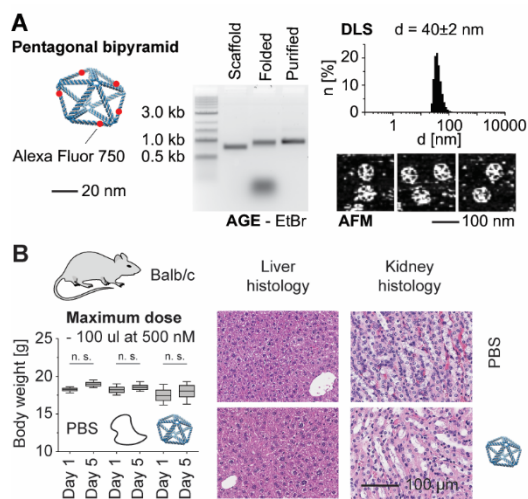 A
Pentagonal bipyramid
Alexa Fluor 750
20 nm
Scaffold
Folded
Purified
3.0 kb
1.0 kb
0.5 kb
AGE - EtBr
DLS d = 40±2 nm
n [%]
20
15
10
5
0
1 100 10000
d [nm]
AFM 100 nm
B
Balb/c
Maximum dose
- 100 ul at 500 nM
Body weight [g]
25
20
15
10
n. s. n. s. n. s.
PBS
Day 1
Day 5
Day 1
Day 5
Day 1
Day 5
Liver
histology
Kidney
histology
PBS
100 µm